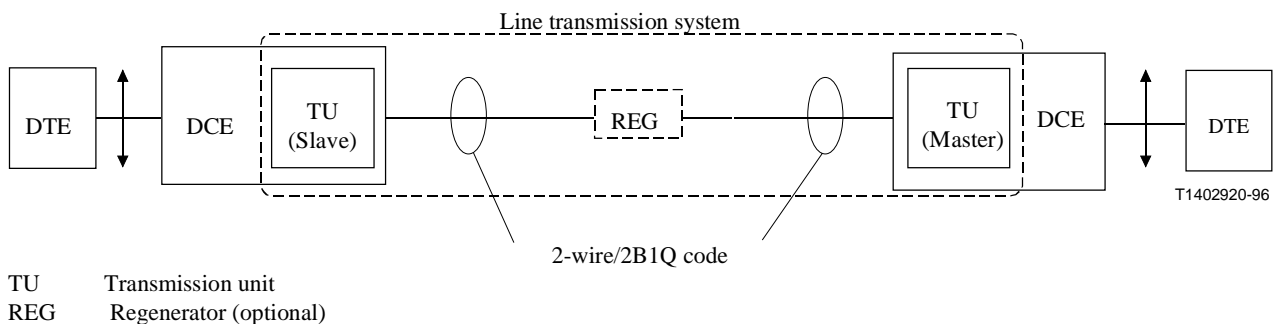 Line transmission system
DTE
DCE
TU
(Slave)
REG
TU
(Master)
DCE
DTE
T1402920-96
2-wire/2B1Q code
TU Transmission unit
REG Regenerator (optional)